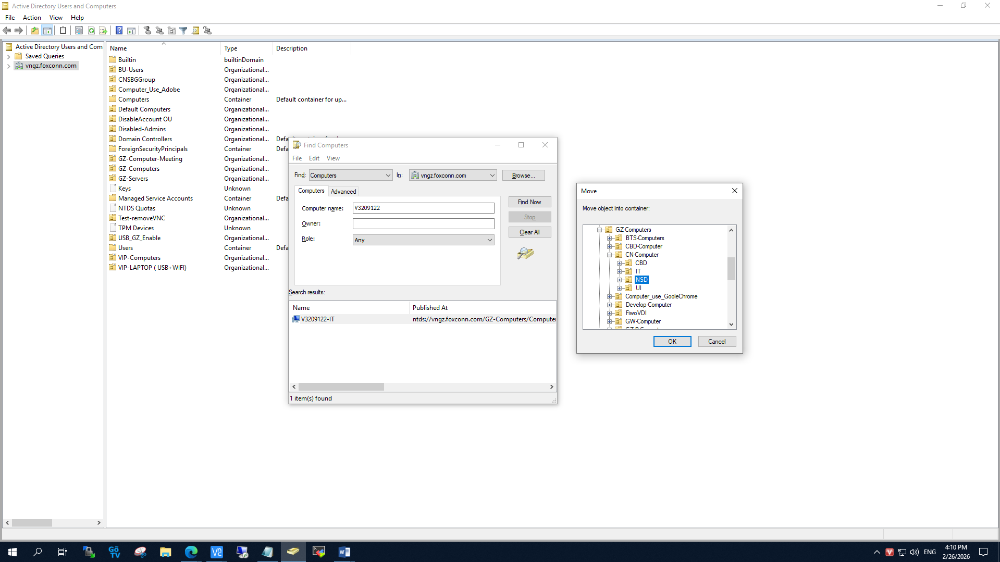 Active Directory Users and Computers
File Action View Help
Active Directory Users and Com
Saved Queries
vngz.foxconn.com
Name Type Description
Builtin builtinDomain
BU-Users Organizational...
CNSBGGroup Organizational...
Computer_Use_Adobe Organizational...
Computers Container Default container for up...
Default Computers Organizational...
DisableAccount OU Organizational...
Disabled-Admins Organizational...
Domain Controllers Organizational...
ForeignSecurityPrincipals Container
GZ-Computer-Meeting Organizational...
GZ-Computers Organizational...
GZ-Servers Organizational...
Keys Unknown
Managed Service Accounts Container
NTDS Quotas Unknown
Test-removeVNC Organizational...
TPM Devices Unknown
USB_GZ_Enable Organizational...
Users Container
VIP-Computers Organizational...
VIP-LAPTOP ( USB+WIFI) Organizational...
Find Computers
File Edit View
Find: Computers In: vngz.foxconn.com Browse...
Computers Advanced
Computer name: V3209122
Owner:
Role: Any
Find Now
Stop
Clear All
Search results:
Name Published At
V3209122-IT ntds://vngz.foxconn.com/GZ-Computers/Computer
1 item(s) found
Move
Move object into container:
GZ-Computers
BTS-Computers
CBD-Computer
CN-Computer
CBD
IT
NSD
UI
Computer_use_GooleChrome
Develop-Computer
FiwoVDI
GW-Computer
OK Cancel
Gõ
TV
ENG
4:10 PM
2/26/2026